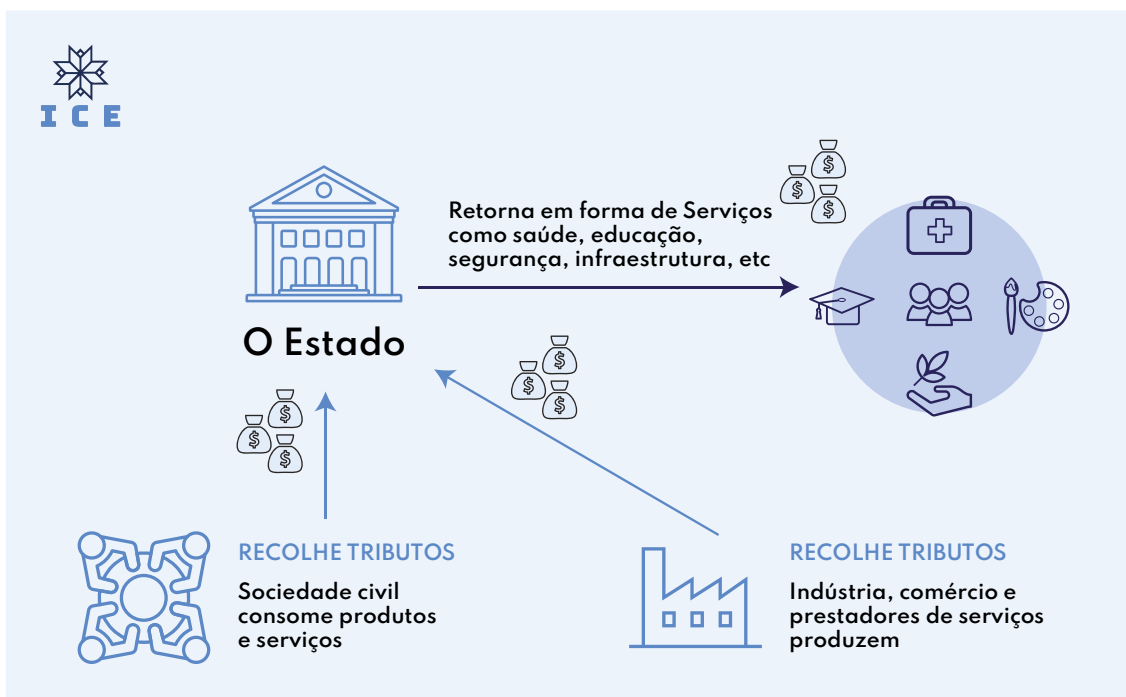 ICE
Retorna em forma de Serviços
como saúde, educação,
segurança, infraestrutura, etc
O Estado
RECOLHE TRIBUTOS
Sociedade civil
consome produtos
e serviços
RECOLHE TRIBUTOS
Indústria, comércio e
prestadores de serviços
produzem